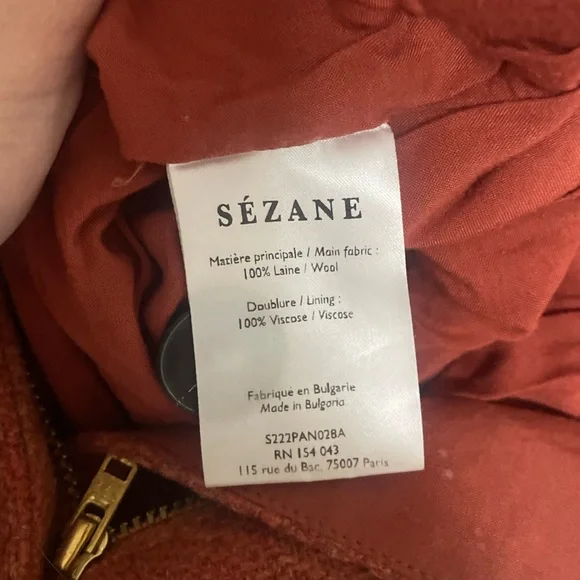 SÉZANE
Matière principale / Main fabric :
100% Laine / Wool
Doublure / Lining :
100% Viscose / Viscose
Fabriqué en Bulgarie
Made in Bulgaria
S222PAN02BA
RN 154 043
115 rue du Bac, 75007 Paris